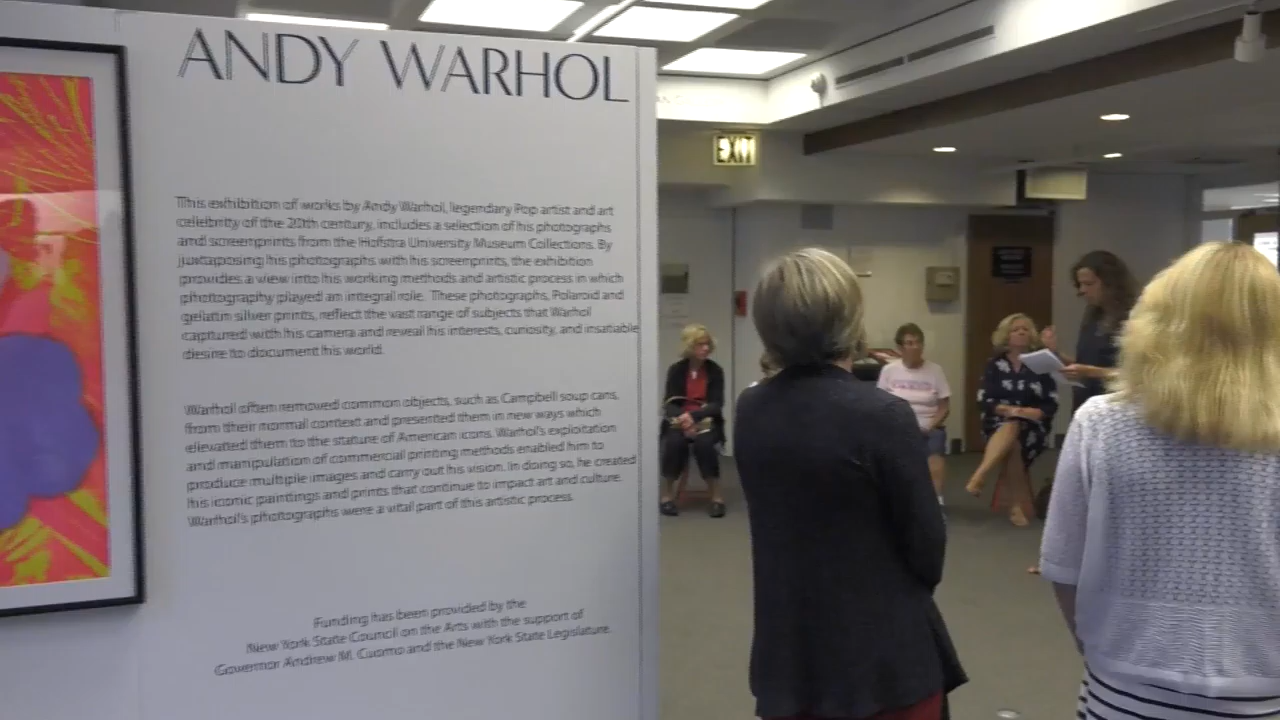 ANDY WARHOL
This exhibition of works by Andy Warhol, legendary Pop artist and art
celebrity of the 20th century, includes a selection of his photographs
and screenprints from the Hofstra University Museum Collections. By
juxtaposing his photographs with his screenprints, the exhibition
provides a view into his working methods and artistic process in which
photography played an integral role. These photographs, Polaroid and
gelatin silver prints, reflect the vast range of subjects that Warhol
captured with his camera and reveal his interests, curiosity, and insatiable
desire to document his world.
Warhol often removed common objects, such as Campbell soup cans,
from their normal context and presented them in new ways which
elevated them to the stature of American icons. Warhol's exploitation
and manipulation of commercial printing methods enabled him to
produce multiple images and carry out his vision. In doing so, he created
his iconic paintings and prints that continue to impact art and culture.
Warhol's photographs were a vital part of this artistic process.
Funding has been provided by the
New York State Council on the Arts with the support of
Governor Andrew M. Cuomo and the New York State Legislature.
EXIT